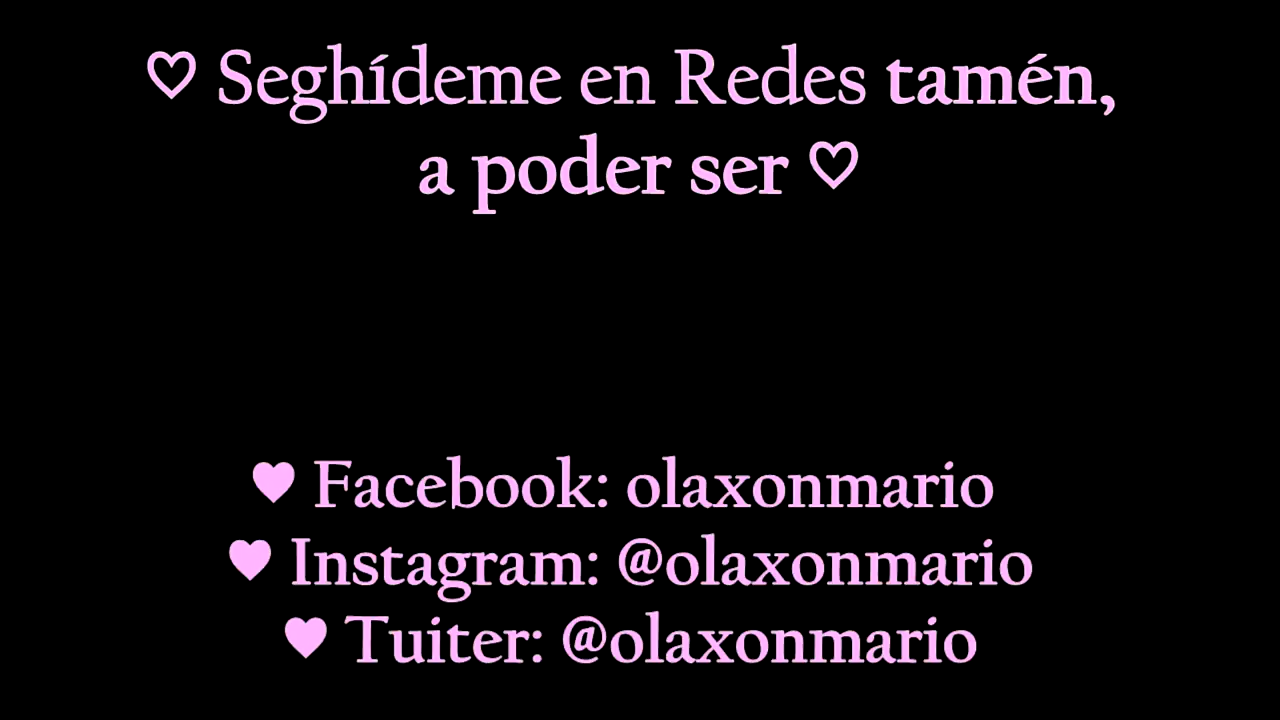 ♡ Seghídeme en Redes tamén,
a poder ser ♡
♥ Facebook: olaxonmario
♥ Instagram: @olaxonmario
♥ Tuiter: @olaxonmario